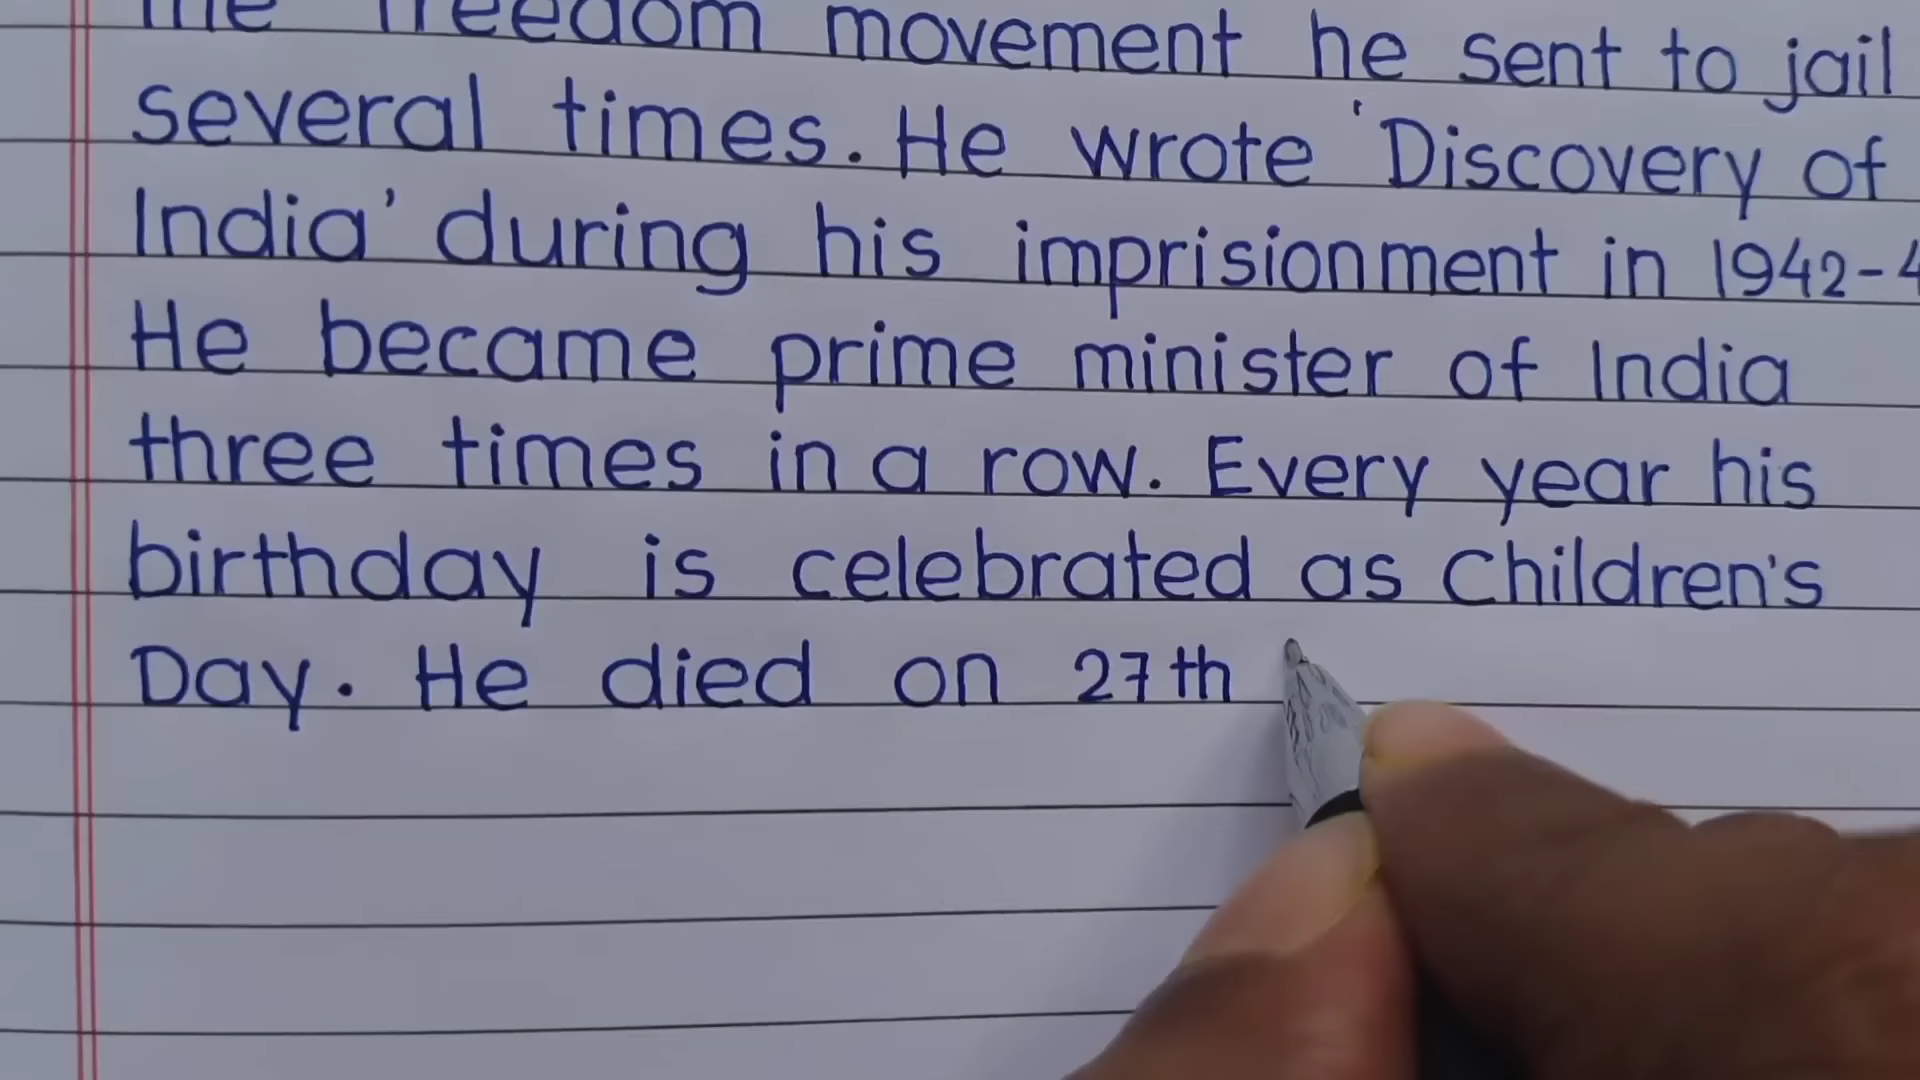 the freedom movement he sent to jail
several times. He wrote 'Discovery of
India' during his imprisionment in 1942-4
He became prime minister of India
three times in a row. Every year his
birthday is celebrated as Children's
Day. He died on 27th